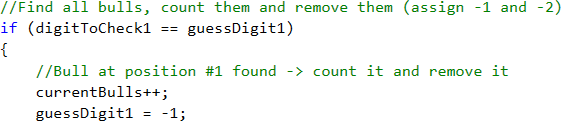 //Find all bulls, count them and remove them (assign -1 and -2)
if (digitToCheck1 == guessDigit1)
{
//Bull at position #1 found -> count it and remove it
currentBulls++;
guessDigit1 = -1;